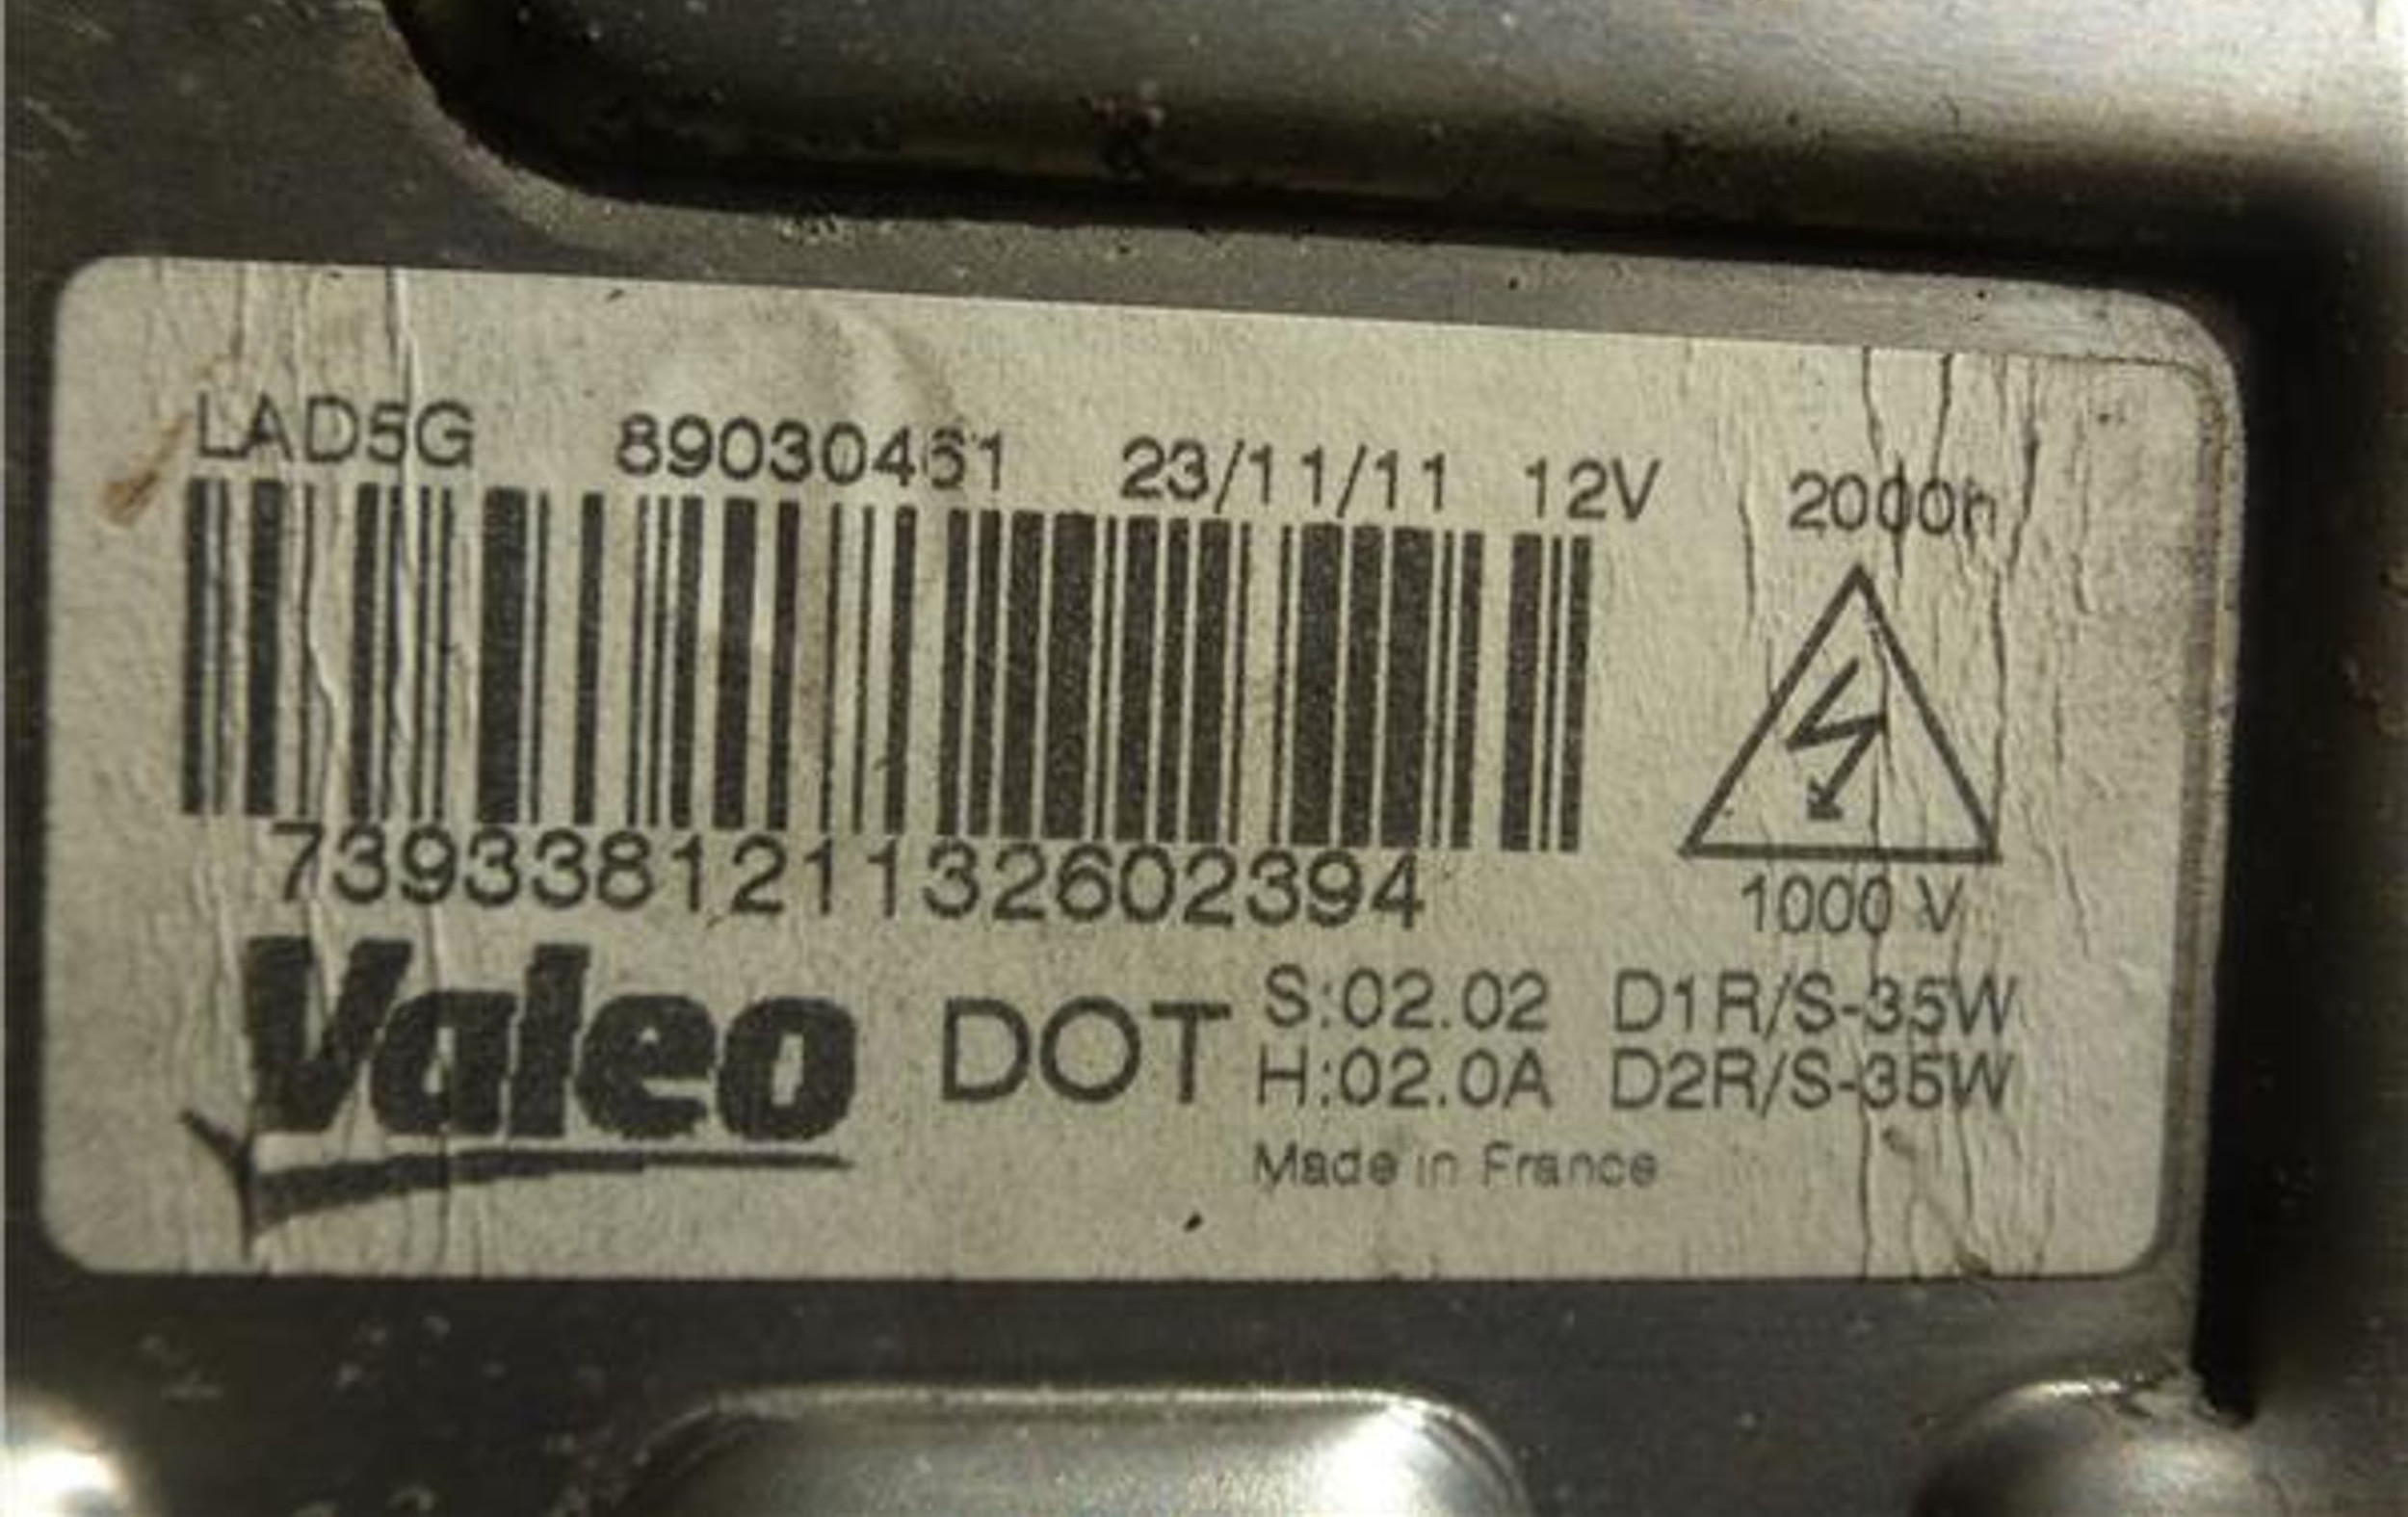 LAD5G 89030461 23/11/11 12V 2000h
739338121132602394
1000 V
Valeo DOT S:02.02 D1R/S-35W
H:02.0A D2R/S-35W
Made in France